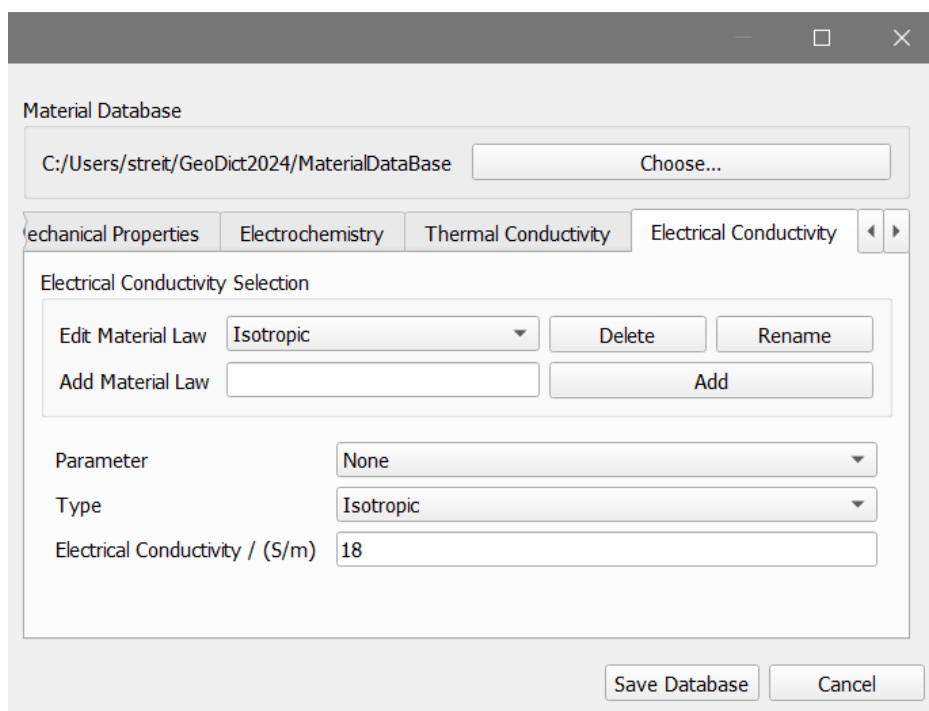 Material Database
C:/Users/streit/GeoDict2024/MaterialDataBase Choose...
echanical Properties Electrochemistry Thermal Conductivity Electrical Conductivity
Electrical Conductivity Selection
Edit Material Law Isotropic Delete Rename
Add Material Law Add
Parameter None
Type Isotropic
Electrical Conductivity / (S/m) 18
Save Database Cancel